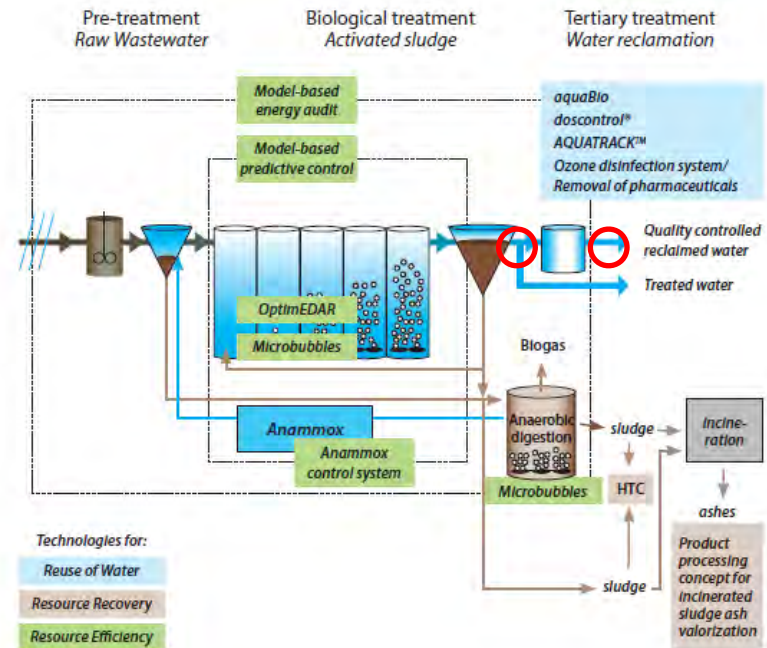 Pre-treatment
Raw Wastewater
Biological treatment
Activated sludge
Tertiary treatment
Water reclamation
Model-based
energy audit
Model-based
predictive control
aquaBio
doscontrol®
AQUATRACK™
Ozone disinfection system/
Removal of pharmaceuticals
Quality controlled
reclaimed water
Treated water
OptimEDAR
Microbubbles
Biogas
Anammox
Anammox
control system
Anaerobic
digestion
Microbubbles
sludge
Incine-
ration
HTC
ashes
sludge
Product
processing
concept for
incinerated
sludge ash
valorization
Technologies for:
Reuse of Water
Resource Recovery
Resource Efficiency